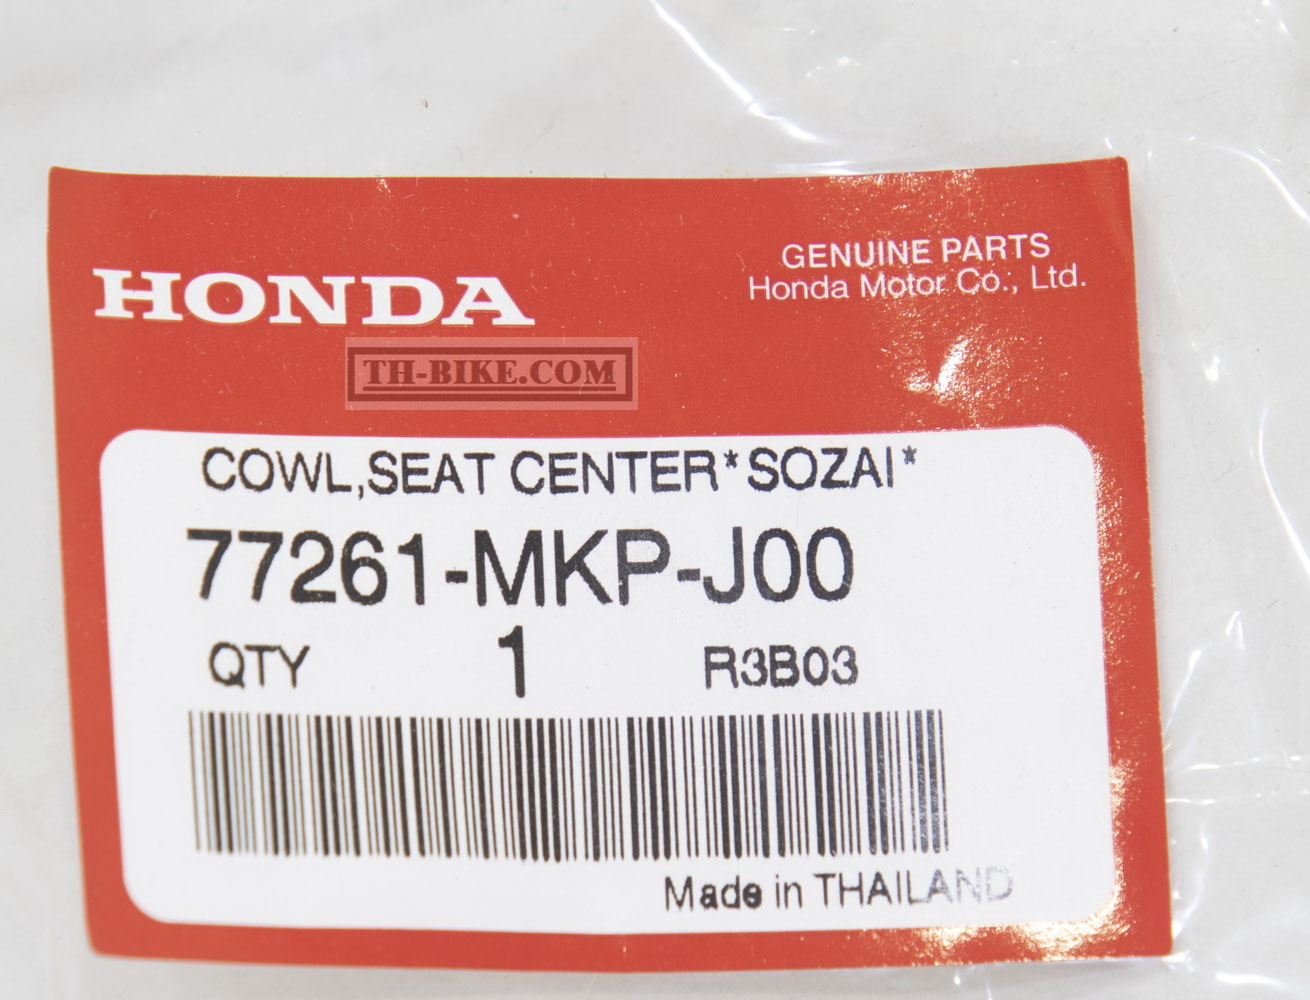 GENUINE PARTS
Honda Motor Co., Ltd.
HONDA
TH-BIKE.COM
COWL,SEAT CENTER*SOZAI*
77261-MKP-J00
QTY 1 R3B03
Made in THAILAND